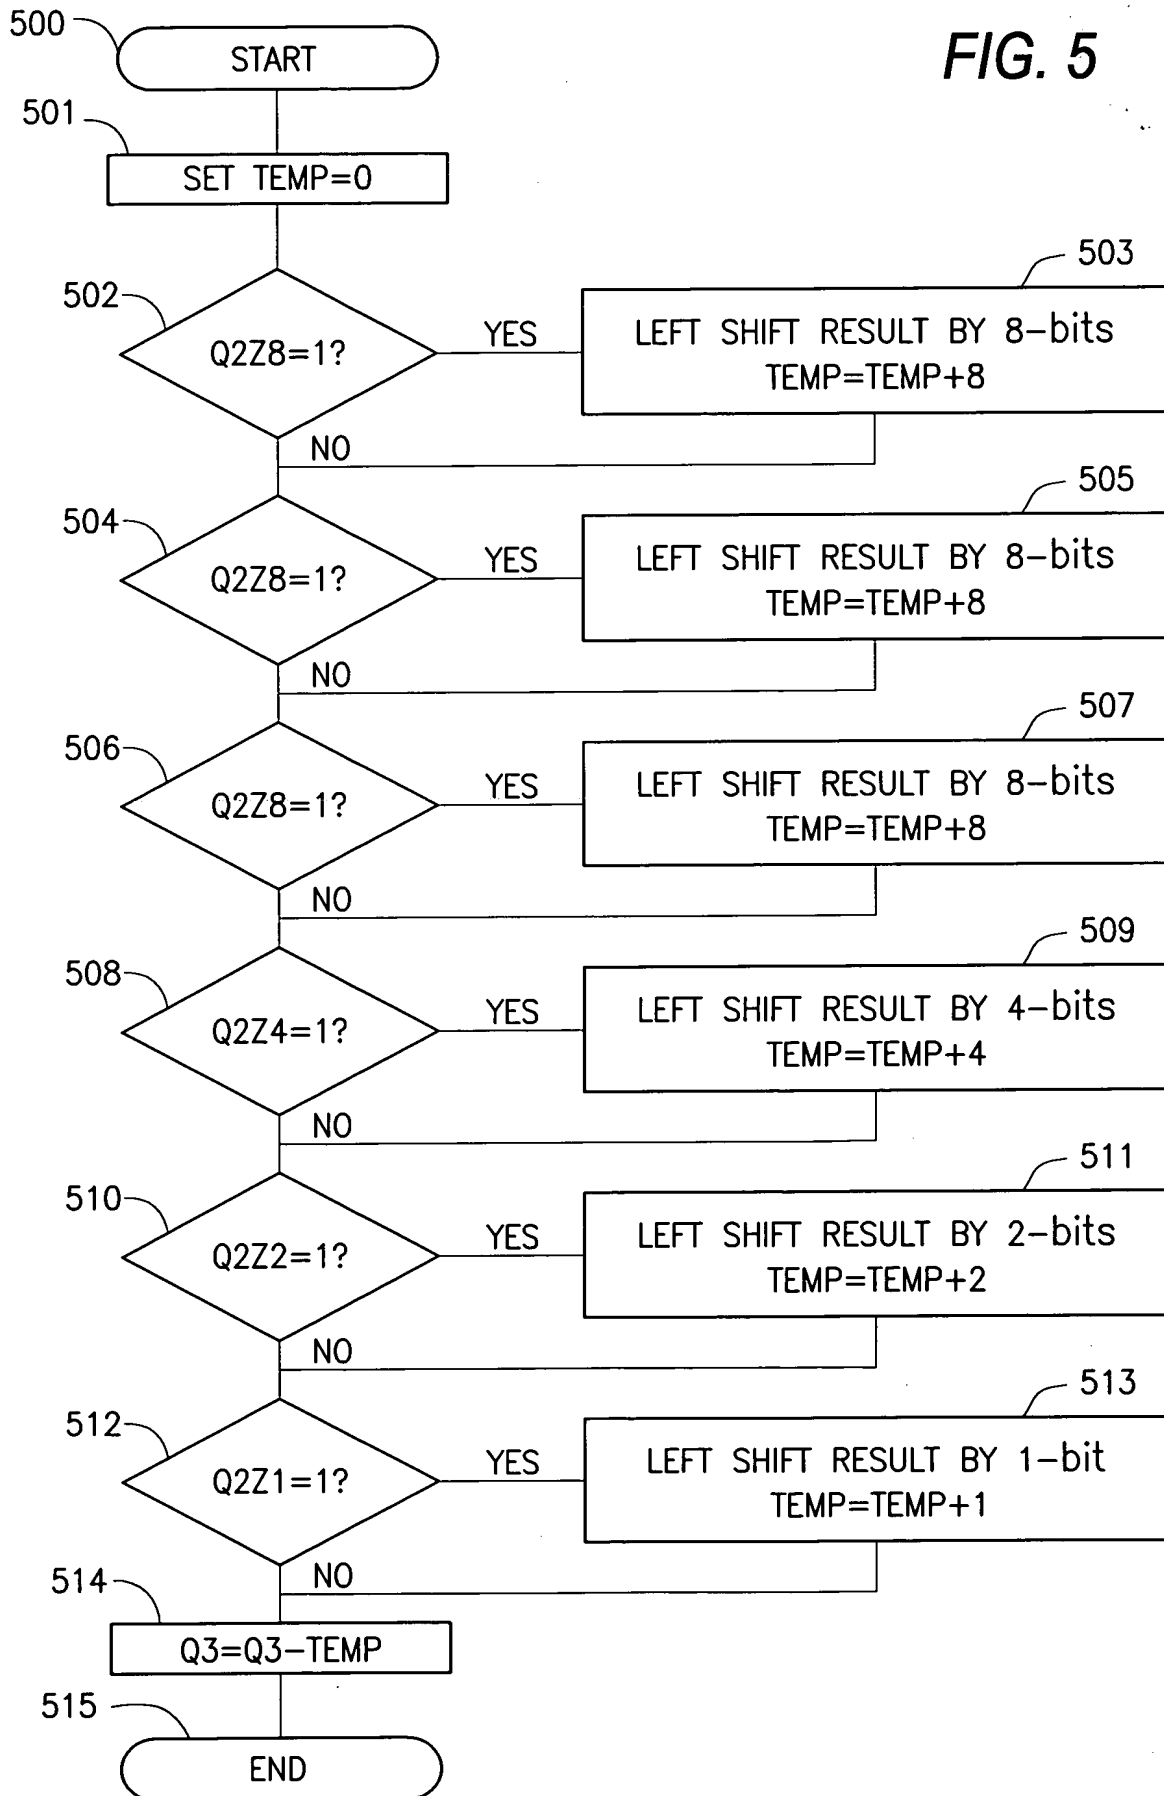 FIG. 5
500
START
501
SET TEMP=0
502
Q2Z8=1?
YES
NO
503
LEFT SHIFT RESULT BY 8-bits
TEMP=TEMP+8
504
Q2Z8=1?
YES
NO
505
LEFT SHIFT RESULT BY 8-bits
TEMP=TEMP+8
506
Q2Z8=1?
YES
NO
507
LEFT SHIFT RESULT BY 8-bits
TEMP=TEMP+8
508
Q2Z4=1?
YES
NO
509
LEFT SHIFT RESULT BY 4-bits
TEMP=TEMP+4
510
Q2Z2=1?
YES
NO
511
LEFT SHIFT RESULT BY 2-bits
TEMP=TEMP+2
512
Q2Z1=1?
YES
NO
513
LEFT SHIFT RESULT BY 1-bit
TEMP=TEMP+1
514
Q3=Q3-TEMP
515
END